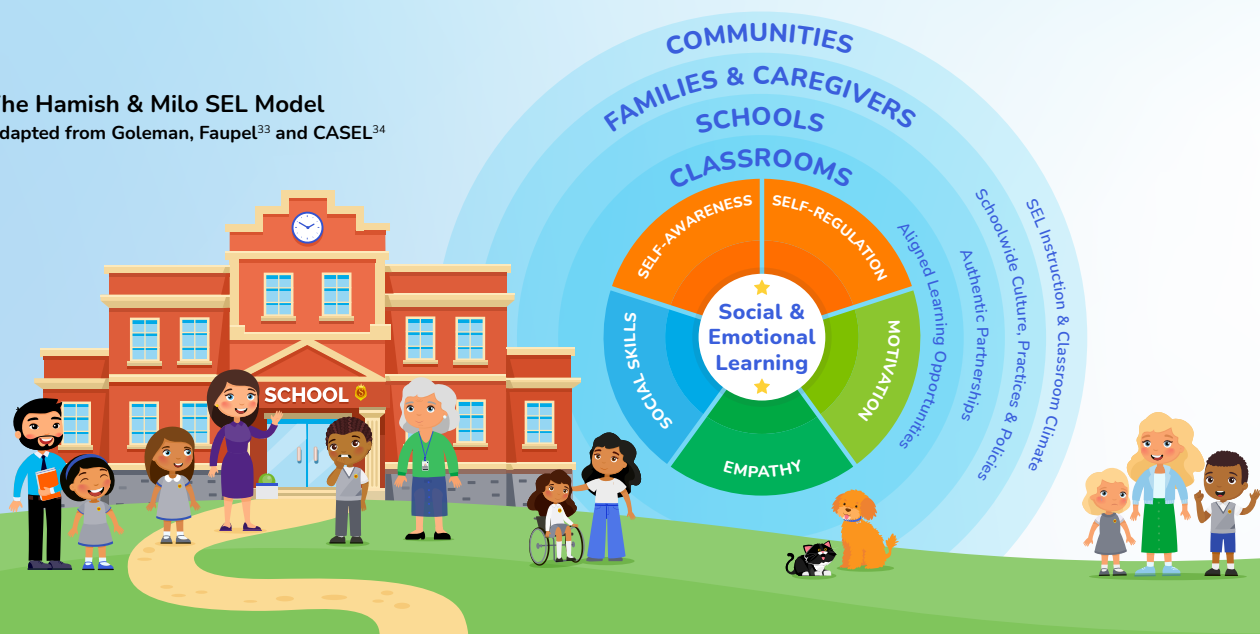 he Hamish & Milo SEL Model
dapted from Goleman, Faupel33 and CASEL34
COMMUNITIES
FAMILIES & CAREGIVERS
SCHOOLS
CLASSROOMS
SELF-AWARENESS
SELF-REGULATION
MOTIVATION
EMPATHY
SOCIAL SKILLS
Social &
Emotional
Learning
Aligned Learning Opportunities
Authentic Partnerships
Schoolwide Culture, Practices & Policies
SEL Instruction & Classroom Climate
SCHOOL
S